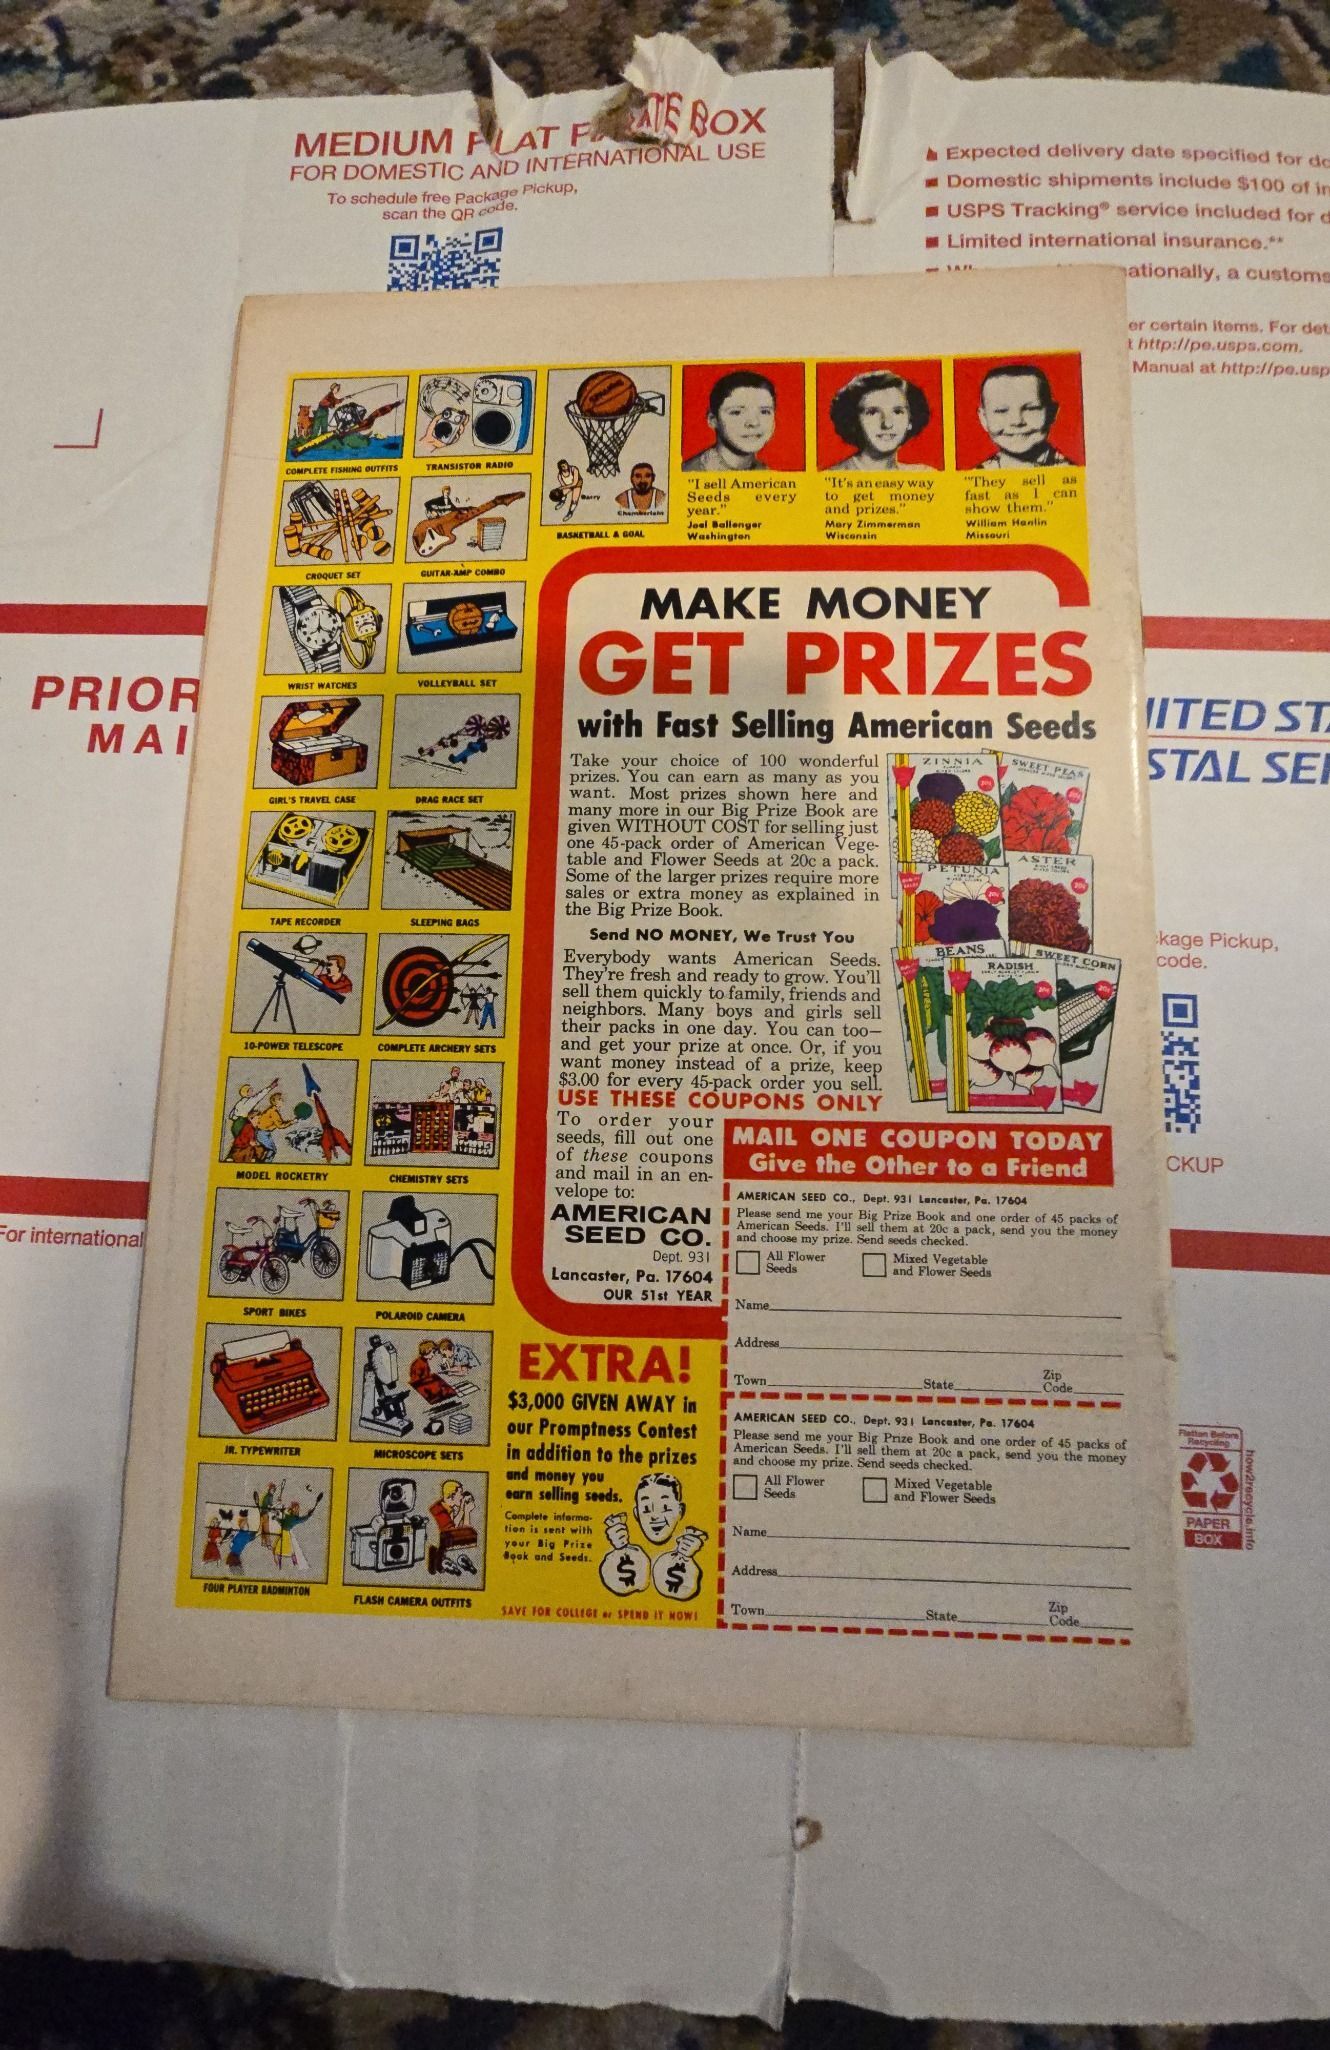 MEDIUM FLAT RATE BOX
FOR DOMESTIC AND INTERNATIONAL USE
To schedule free Package Pickup,
scan the QR code.
Expected delivery date specified for do
Domestic shipments include $100 of in
USPS Tracking® service included for d
Limited international insurance.**
ationally, a customs
er certain items. For det
t http://pe.usps.com.
Manual at http://pe.usp
PRIOR
MAI
For international
ITED STA
STAL SER
kage Pickup,
code.
CKUP
Flatten Before
Recycling
PAPER
BOX
how2recycle.info
COMPLETE FISHING OUTFITS
TRANSISTOR RADIO
Barry
Chamberlain
BASKETBALL & GOAL
"I sell American
Seeds every
year."
Joel Ballenger
Washington
"It's an easy way
to get money
and prizes."
Mary Zimmerman
Wisconsin
"They sell as
fast as I can
show them."
William Hanlin
Missouri
CROQUET SET
GUITAR-AMP COMBO
WRIST WATCHES
VOLLEYBALL SET
GIRL'S TRAVEL CASE
DRAG RACE SET
TAPE RECORDER
SLEEPING BAGS
10-POWER TELESCOPE
COMPLETE ARCHERY SETS
MODEL ROCKETRY
CHEMISTRY SETS
SPORT BIKES
POLAROID CAMERA
JR. TYPEWRITER
MICROSCOPE SETS
FOUR PLAYER BADMINTON
FLASH CAMERA OUTFITS
MAKE MONEY
GET PRIZES
with Fast Selling American Seeds
Take your choice of 100 wonderful
prizes. You can earn as many as you
want. Most prizes shown here and
many more in our Big Prize Book are
given WITHOUT COST for selling just
one 45-pack order of American Vege-
table and Flower Seeds at 20c a pack.
Some of the larger prizes require more
sales or extra money as explained in
the Big Prize Book.
Send NO MONEY, We Trust You
Everybody wants American Seeds.
They're fresh and ready to grow. You'll
sell them quickly to family, friends and
neighbors. Many boys and girls sell
their packs in one day. You can too—
and get your prize at once. Or, if you
want money instead of a prize, keep
$3.00 for every 45-pack order you sell.
USE THESE COUPONS ONLY
To order your
seeds, fill out one
of these coupons
and mail in an en-
velope to:
AMERICAN
SEED CO.
Dept. 931
Lancaster, Pa. 17604
OUR 51st YEAR
ZINNIA
SWEET PEAS
PETUNIA
ASTER
BEANS
RADISH
SWEET CORN
MAIL ONE COUPON TODAY
Give the Other to a Friend
AMERICAN SEED CO., Dept. 931 Lancaster, Pa. 17604
Please send me your Big Prize Book and one order of 45 packs of
American Seeds. I'll sell them at 20c a pack, send you the money
and choose my prize. Send seeds checked.
All Flower
Seeds
Mixed Vegetable
and Flower Seeds
Name
Address
Town State Zip
Code
AMERICAN SEED CO., Dept. 931 Lancaster, Pa. 17604
Please send me your Big Prize Book and one order of 45 packs of
American Seeds. I'll sell them at 20c a pack, send you the money
and choose my prize. Send seeds checked.
All Flower
Seeds
Mixed Vegetable
and Flower Seeds
Name
Address
Town State Zip
Code
EXTRA!
$3,000 GIVEN AWAY in
our Promptness Contest
in addition to the prizes
and money you
earn selling seeds.
Complete informa-
tion is sent with
your Big Prize
Book and Seeds.
$ $
SAVE FOR COLLEGE or SPEND IT NOW!